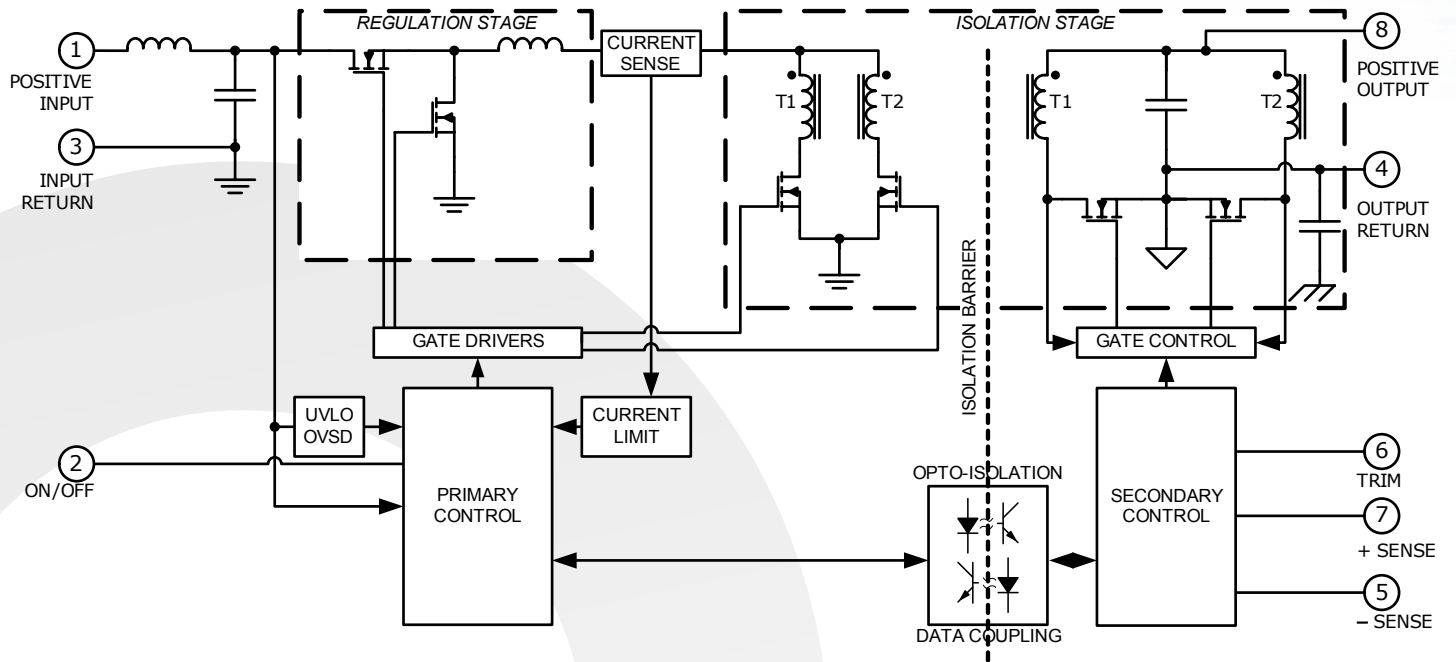 REGULATION STAGE
ISOLATION STAGE
1
POSITIVE
INPUT
3
INPUT
RETURN
CURRENT
SENSE
T1
T2
T1
T2
8
POSITIVE
OUTPUT
4
OUTPUT
RETURN
ISOLATION BARRIER
GATE DRIVERS
GATE CONTROL
UVLO
OVSD
CURRENT
LIMIT
2
ON/OFF
PRIMARY
CONTROL
OPTO-ISOLATION
DATA COUPLING
SECONDARY
CONTROL
6
TRIM
7
+ SENSE
5
– SENSE